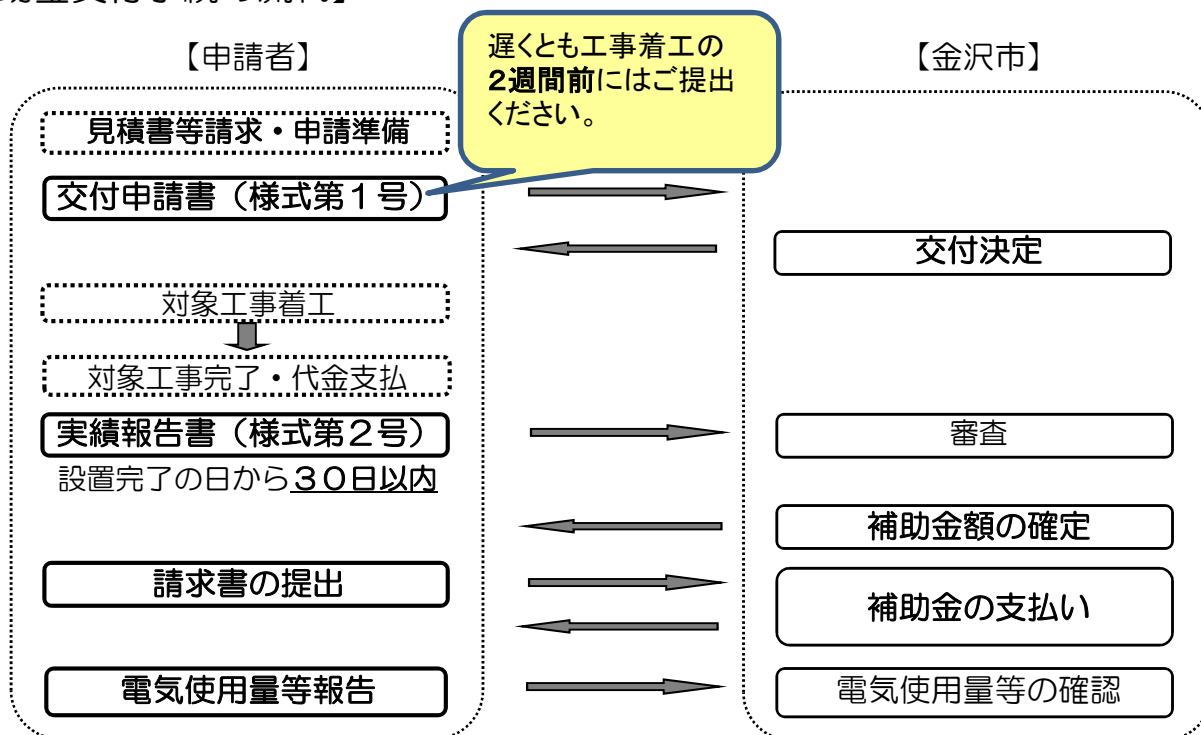 【申請者】
遅くとも工事着工の
2週間前にはご提出
ください。
【金沢市】
見積書等請求・申請準備
交付申請書（様式第１号）
交付決定
対象工事着工
対象工事完了・代金支払
実績報告書（様式第２号）
審査
設置完了の日から３０日以内
補助金額の確定
請求書の提出
補助金の支払い
電気使用量等報告
電気使用量等の確認